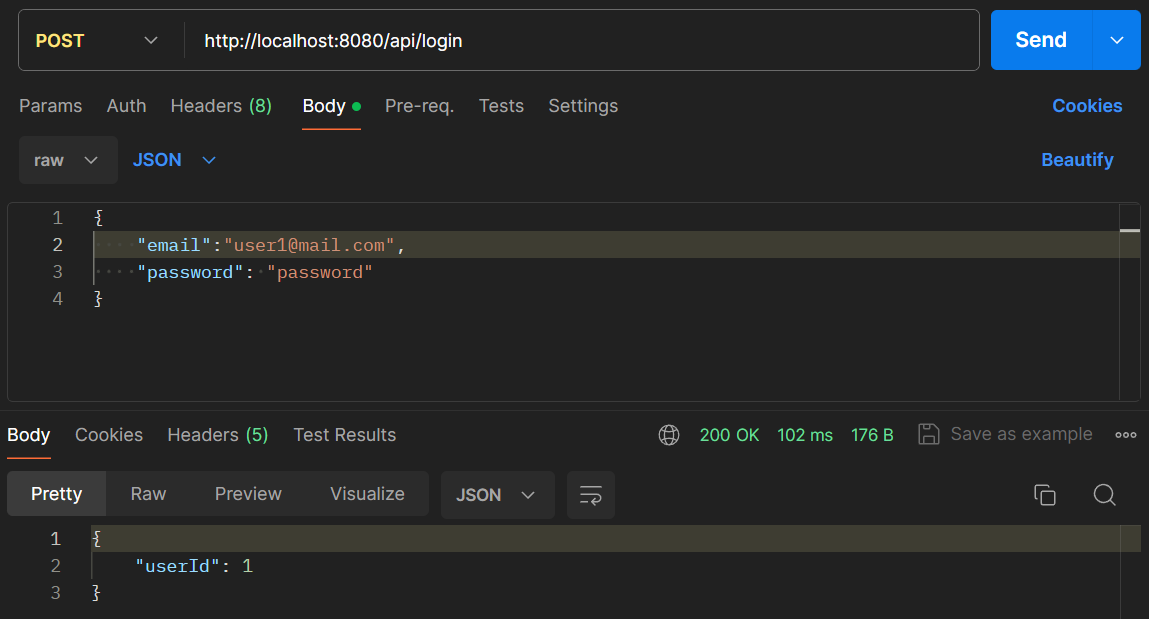 POST http://localhost:8080/api/login Send
Params Auth Headers (8) Body Pre-req. Tests Settings Cookies
raw JSON Beautify
1 {
2 "email":"user1@mail.com",
3 "password": "password"
4 }
Body Cookies Headers (5) Test Results 200 OK 102 ms 176 B Save as example
Pretty Raw Preview Visualize JSON
1 {
2 "userId": 1
3 }